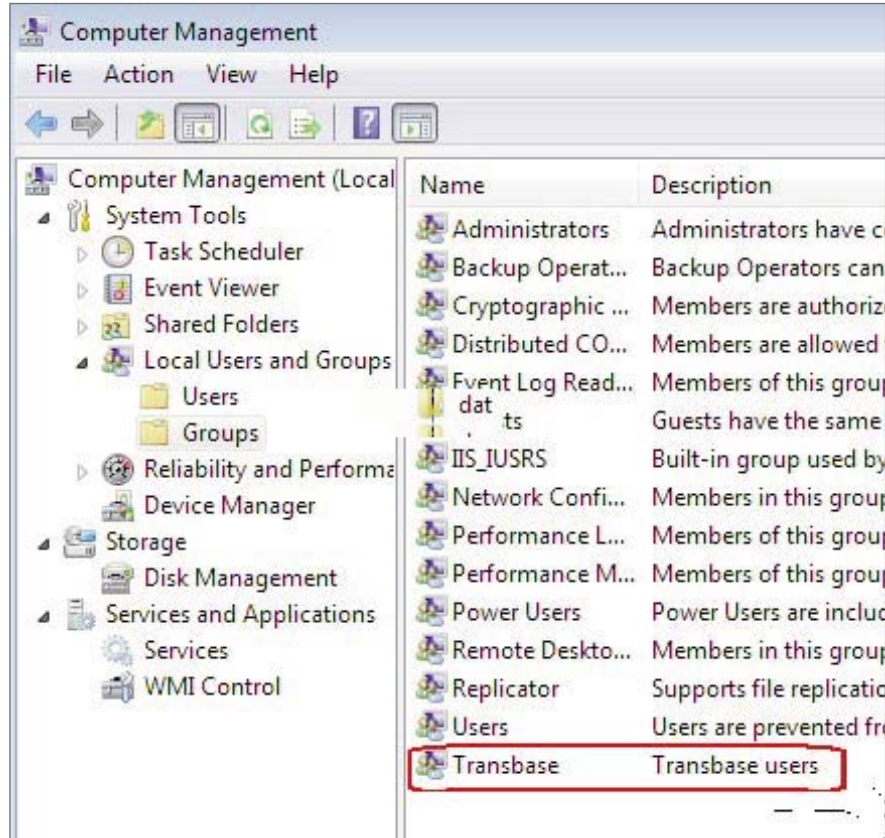 Computer Management
File Action View Help
Computer Management (Local
System Tools
Task Scheduler
Event Viewer
Shared Folders
Local Users and Groups
Users
Groups
Reliability and Performa
Device Manager
Storage
Disk Management
Services and Applications
Services
WMI Control
Name Description
Administrators Administrators have c
Backup Operat... Backup Operators can
Cryptographic ... Members are authoriz
Distributed CO... Members are allowed
Event Log Read... Members of this group
dat
ts Guests have the same
IIS_IUSRS Built-in group used by
Network Confi... Members in this group
Performance L... Members of this group
Performance M... Members of this group
Power Users Power Users are includ
Remote Deskto... Members in this group
Replicator Supports file replicatio
Users Users are prevented fro
Transbase Transbase users